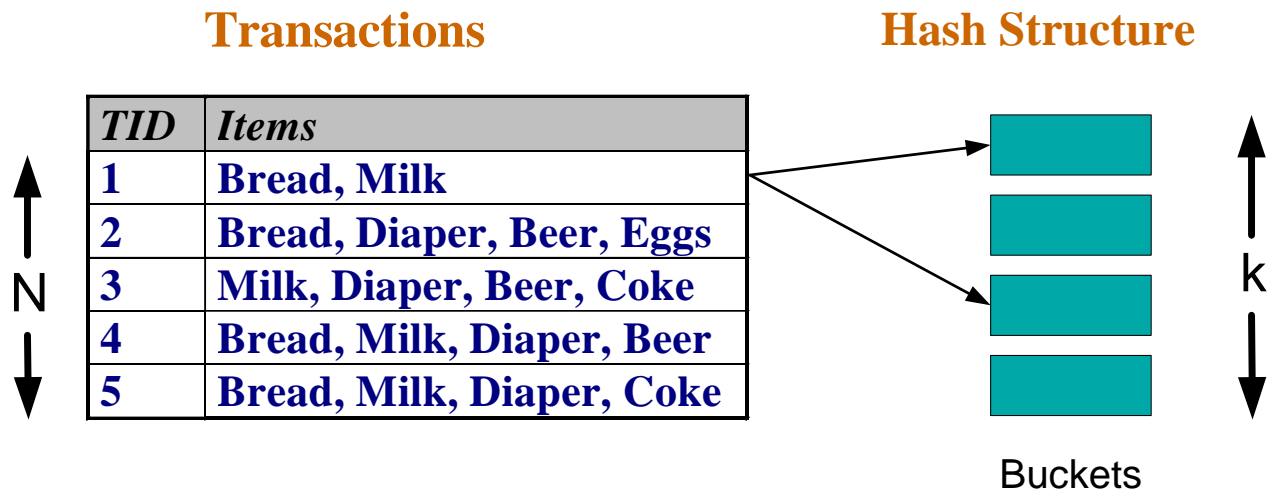 Transactions Hash Structure
TID Items
1 Bread, Milk
2 Bread, Diaper, Beer, Eggs
3 Milk, Diaper, Beer, Coke
4 Bread, Milk, Diaper, Beer
5 Bread, Milk, Diaper, Coke
N
k
Buckets